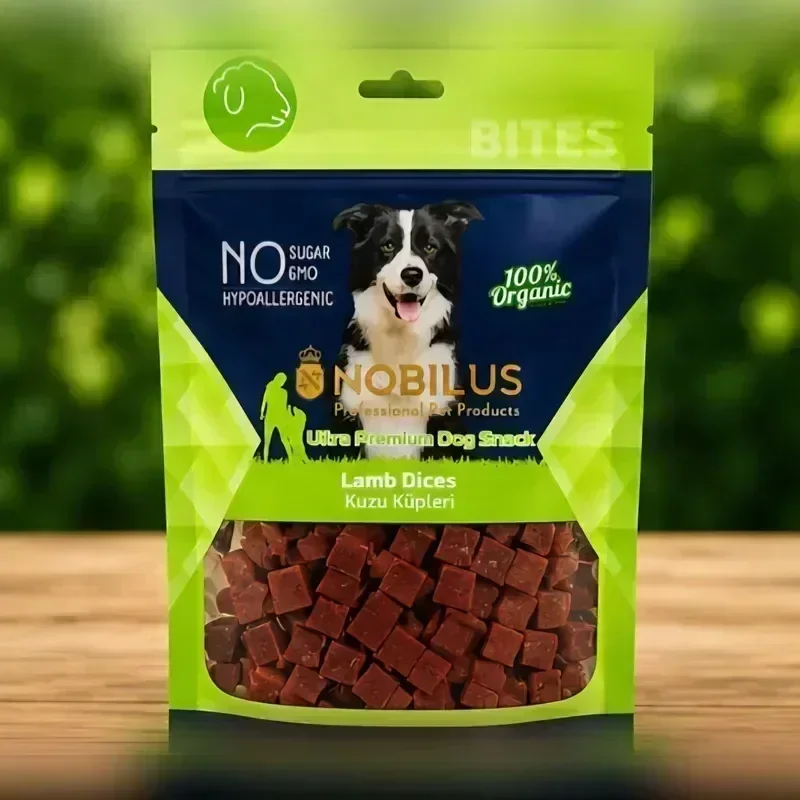 BITES
NO SUGAR
GMO
HYPOALLERGENIC
100%
Organic
NOBILUS
Professional Pet Products
Ultra Premium Dog Snack
Lamb Dices
Kuzu Küpleri